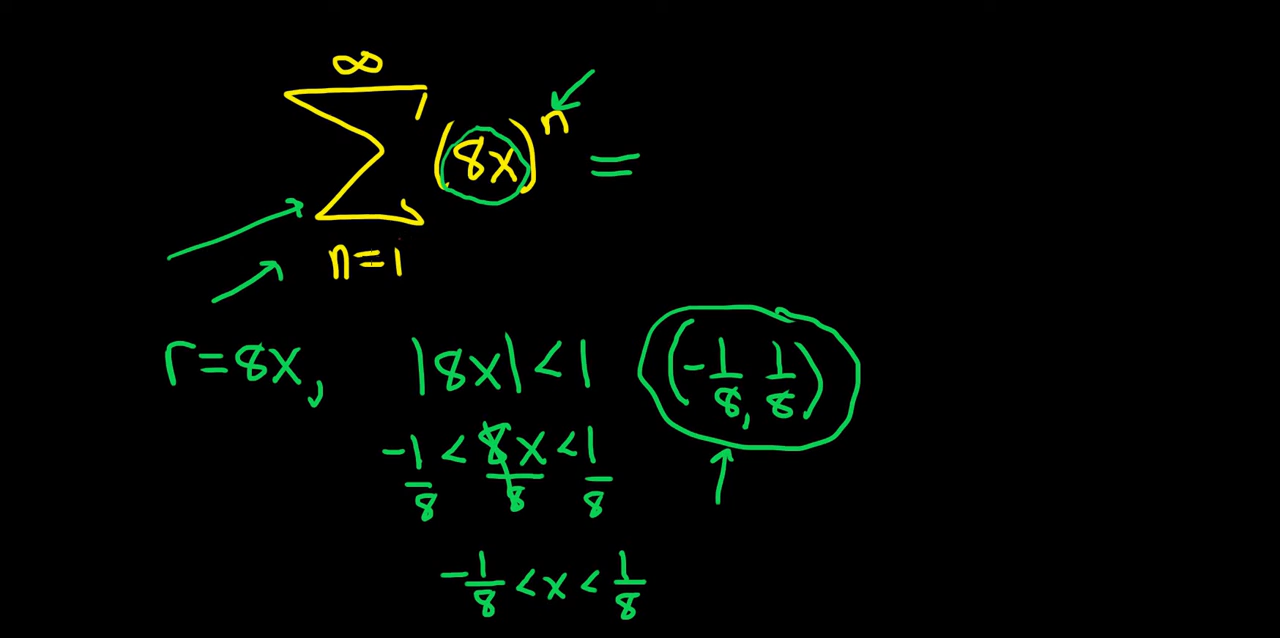 ∞
Σ (8x)^n =
n=1
r=8x, |8x|<1 (-1/8, 1/8)
-1/8 < 8x/8 < 1/8
-1/8 < x < 1/8